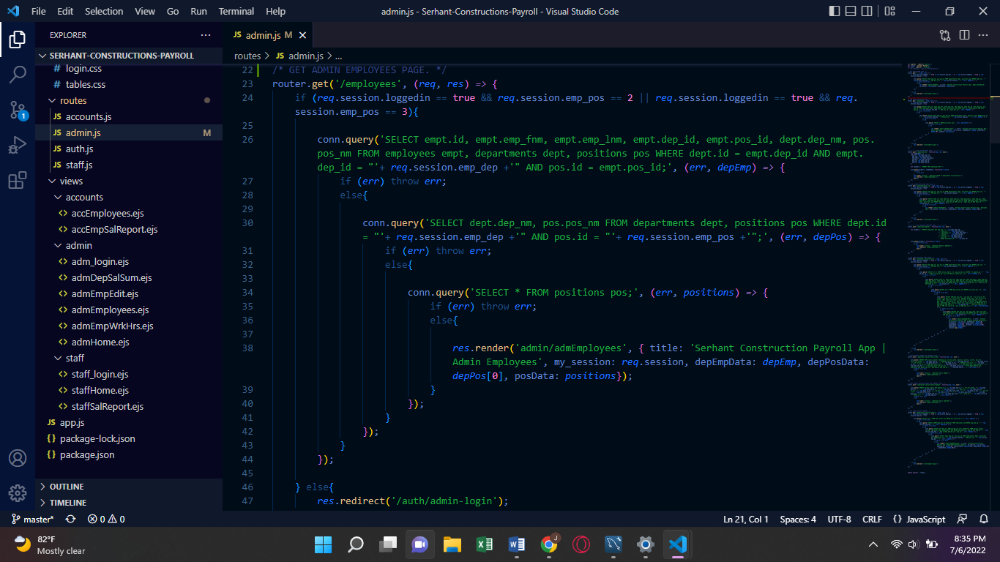 File Edit Selection View Go Run Terminal Help
admin.js - Serhant-Constructions-Payroll - Visual Studio Code
EXPLORER
SERHANT-CONSTRUCTIONS-PAYROLL
# login.css
# tables.css
routes
JS accounts.js
JS admin.js M
JS auth.js
JS staff.js
views
accounts
<> accEmployees.ejs
<> accEmpSalReport.ejs
admin
<> adm_login.ejs
<> admDepSalSum.ejs
<> admEmpEdit.ejs
<> admEmployees.ejs
<> admEmpWrkHrs.ejs
<> admHome.ejs
staff
<> staff_login.ejs
<> staffHome.ejs
<> staffSalReport.ejs
JS app.js
{} package-lock.json
{} package.json
OUTLINE
TIMELINE
1
JS admin.js M
routes > JS admin.js > ...
22 /* GET ADMIN EMPLOYEES PAGE. */
23 router.get('/employees', (req, res) => {
24 if (req.session.loggedin == true && req.session.emp_pos == 2 || req.session.loggedin == true && req.
session.emp_pos == 3){
25
26 conn.query('SELECT empt.id, empt.emp_fnm, empt.emp_lnm, empt.dep_id, empt.pos_id, dept.dep_nm, pos.
pos_nm FROM employees empt, departments dept, positions pos WHERE dept.id = empt.dep_id AND empt.
dep_id = "'+ req.session.emp_dep +'" AND pos.id = empt.pos_id;', (err, depEmp) => {
27 if (err) throw err;
28 else{
29
30 conn.query('SELECT dept.dep_nm, pos.pos_nm FROM departments dept, positions pos WHERE dept.id
= "'+ req.session.emp_dep +'" AND pos.id = "'+ req.session.emp_pos +'";', (err, depPos) => {
31 if (err) throw err;
32 else{
33
34 conn.query('SELECT * FROM positions pos;', (err, positions) => {
35 if (err) throw err;
36 else{
37
38 res.render('admin/admEmployees', { title: 'Serhant Construction Payroll App |
Admin Employees', my_session: req.session, depEmpData: depEmp, depPosData:
depPos[0], posData: positions});
39 }
40 });
41 }
42 });
43 }
44 });
45
46 } else{
47 res.redirect('/auth/admin-login');
master* 0 0 Ln 21, Col 1 Spaces: 4 UTF-8 CRLF {} JavaScript
82°F
Mostly clear
J
8:35 PM
7/6/2022